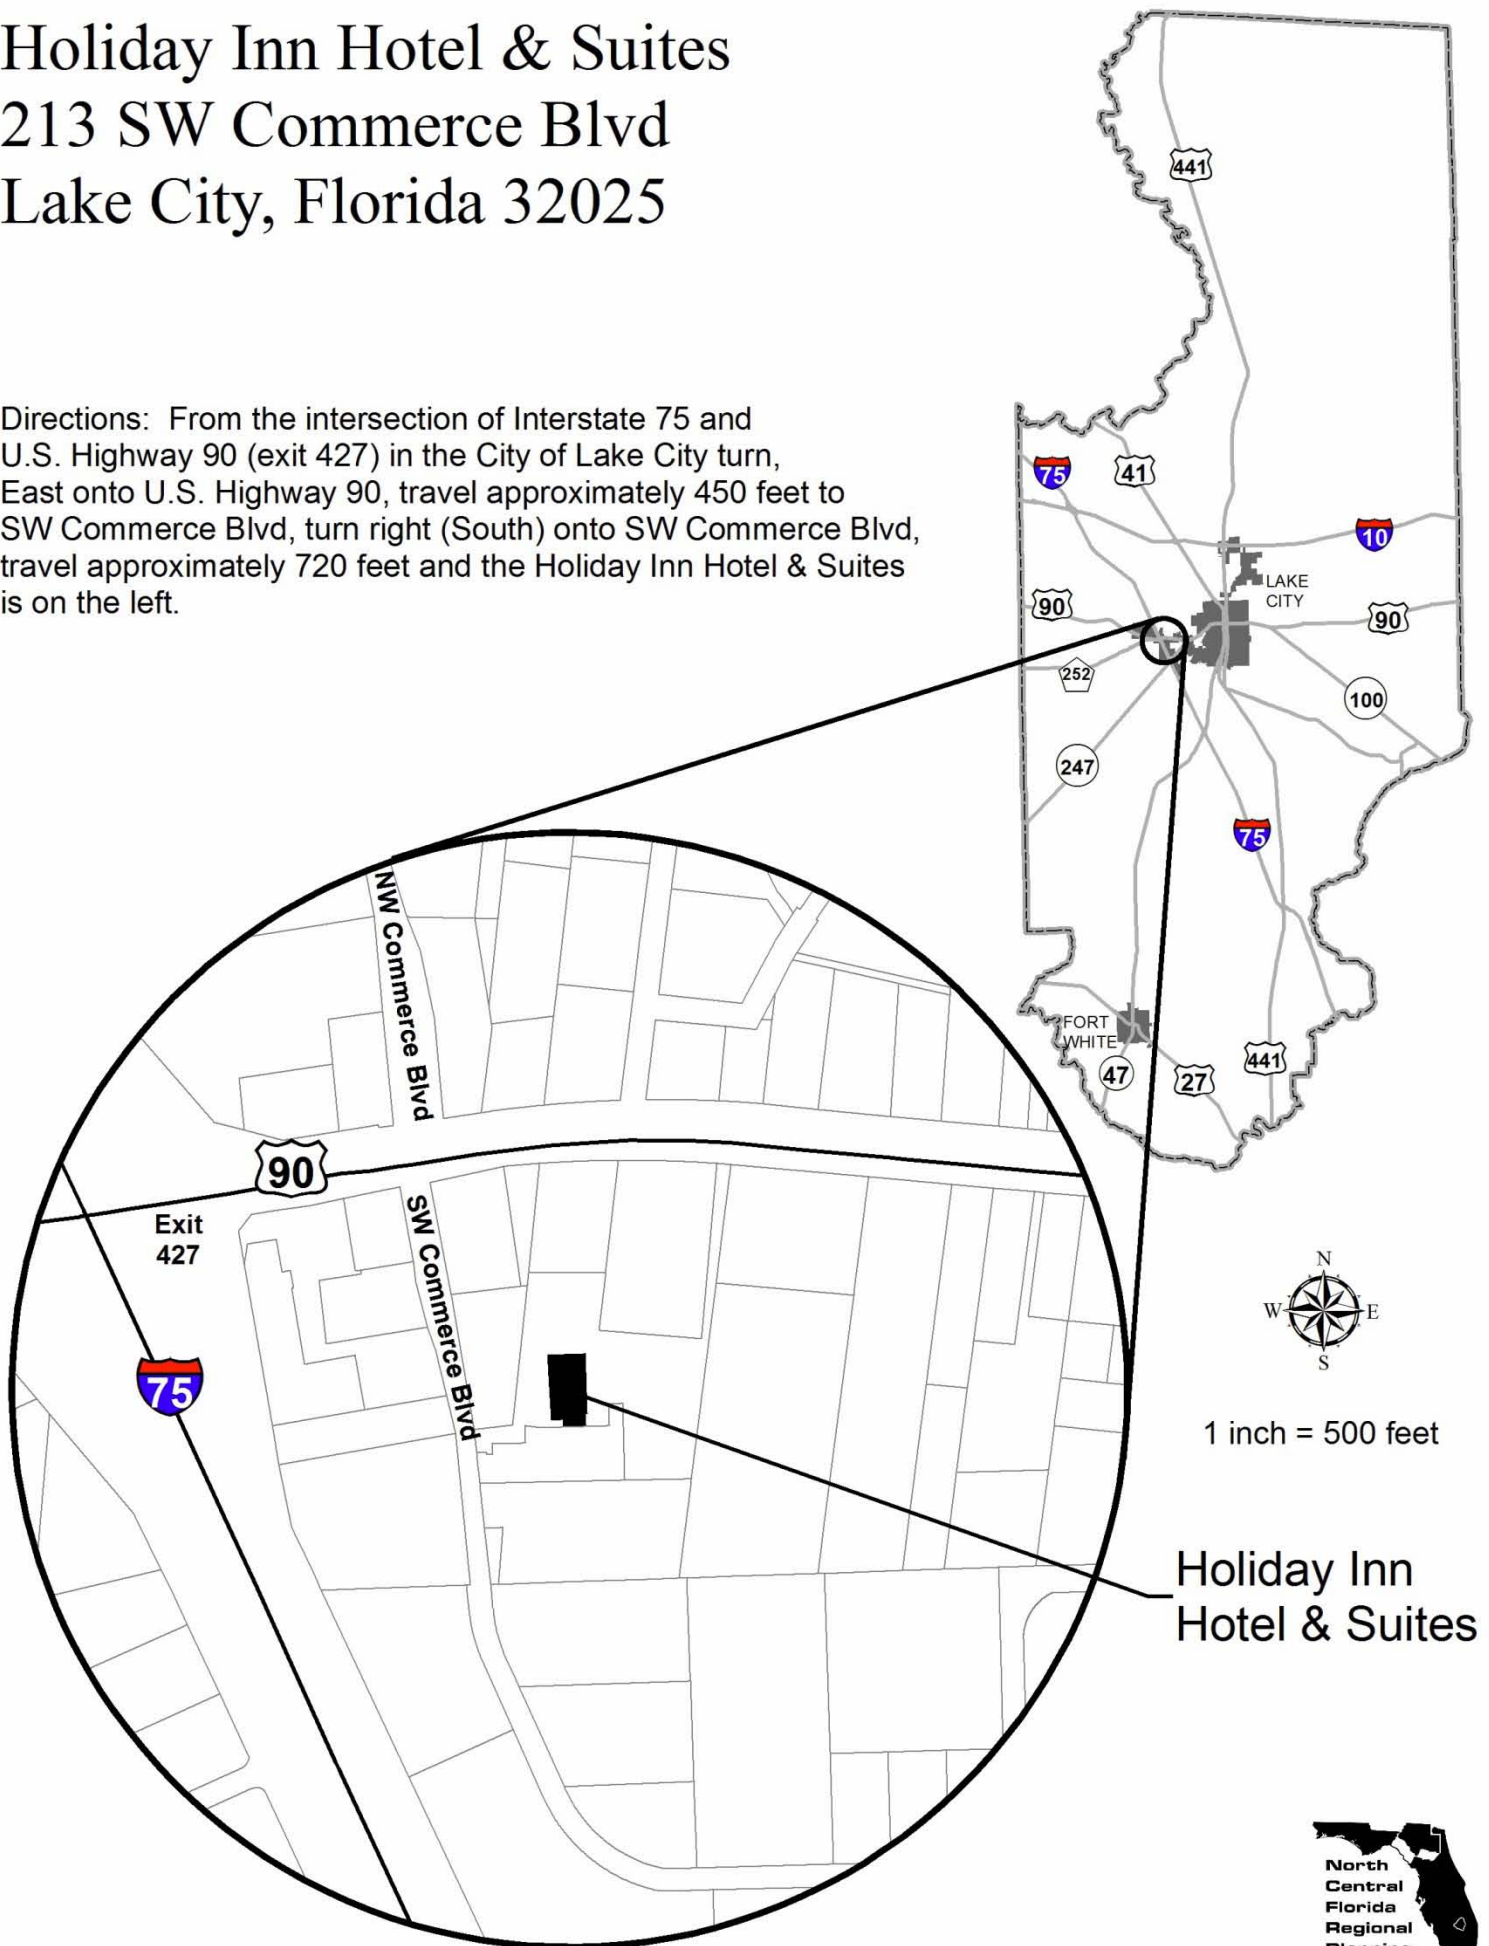 Holiday Inn Hotel & Suites
213 SW Commerce Blvd
Lake City, Florida 32025
Directions: From the intersection of Interstate 75 and
U.S. Highway 90 (exit 427) in the City of Lake City turn,
East onto U.S. Highway 90, travel approximately 450 feet to
SW Commerce Blvd, turn right (South) onto SW Commerce Blvd,
travel approximately 720 feet and the Holiday Inn Hotel & Suites
is on the left.
441
75
41
10
LAKE
CITY
90
90
252
100
247
75
FORT
WHITE
47
27
441
NW Commerce Blvd
90
Exit
427
SW Commerce Blvd
75
N
W
E
S
1 inch = 500 feet
Holiday Inn
Hotel & Suites
North
Central
Florida
Regional